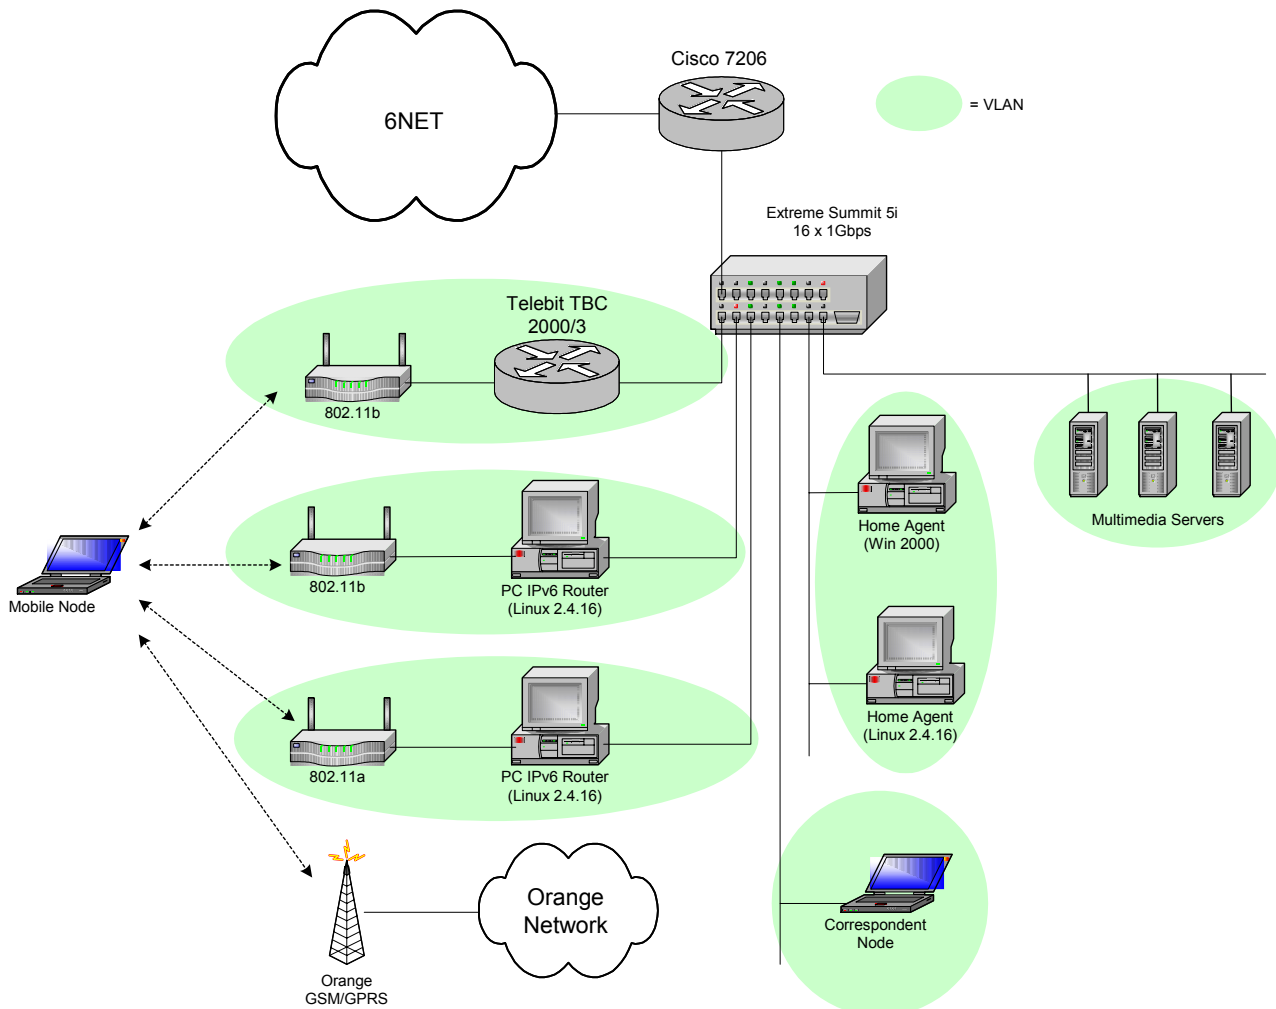 Cisco 7206
6NET
= VLAN
Extreme Summit 5i
16 x 1Gbps
Telebit TBC
2000/3
802.11b
Multimedia Servers
Home Agent
(Win 2000)
802.11b
PC IPv6 Router
(Linux 2.4.16)
Mobile Node
Home Agent
(Linux 2.4.16)
802.11a
PC IPv6 Router
(Linux 2.4.16)
Orange
Network
Correspondent
Node
Orange
GSM/GPRS